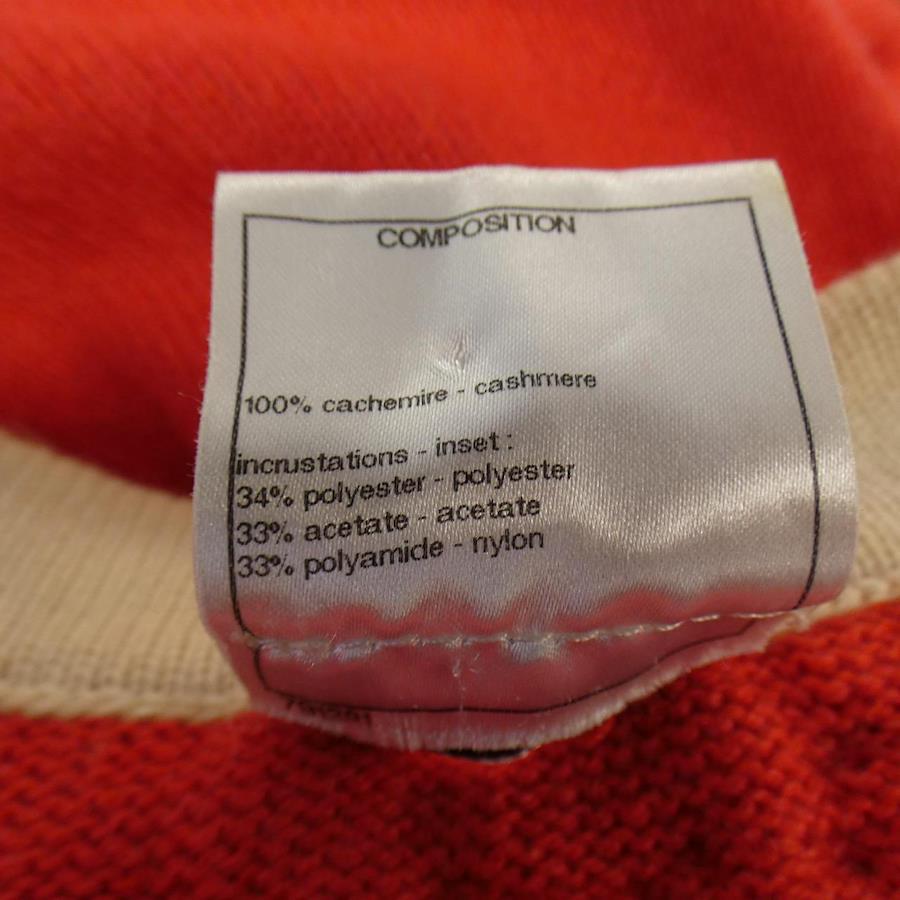 COMPOSITION
100% cachemire - cashmere
incrustations - inset :
34% polyester - polyester
33% acetate - acetate
33% polyamide - nylon